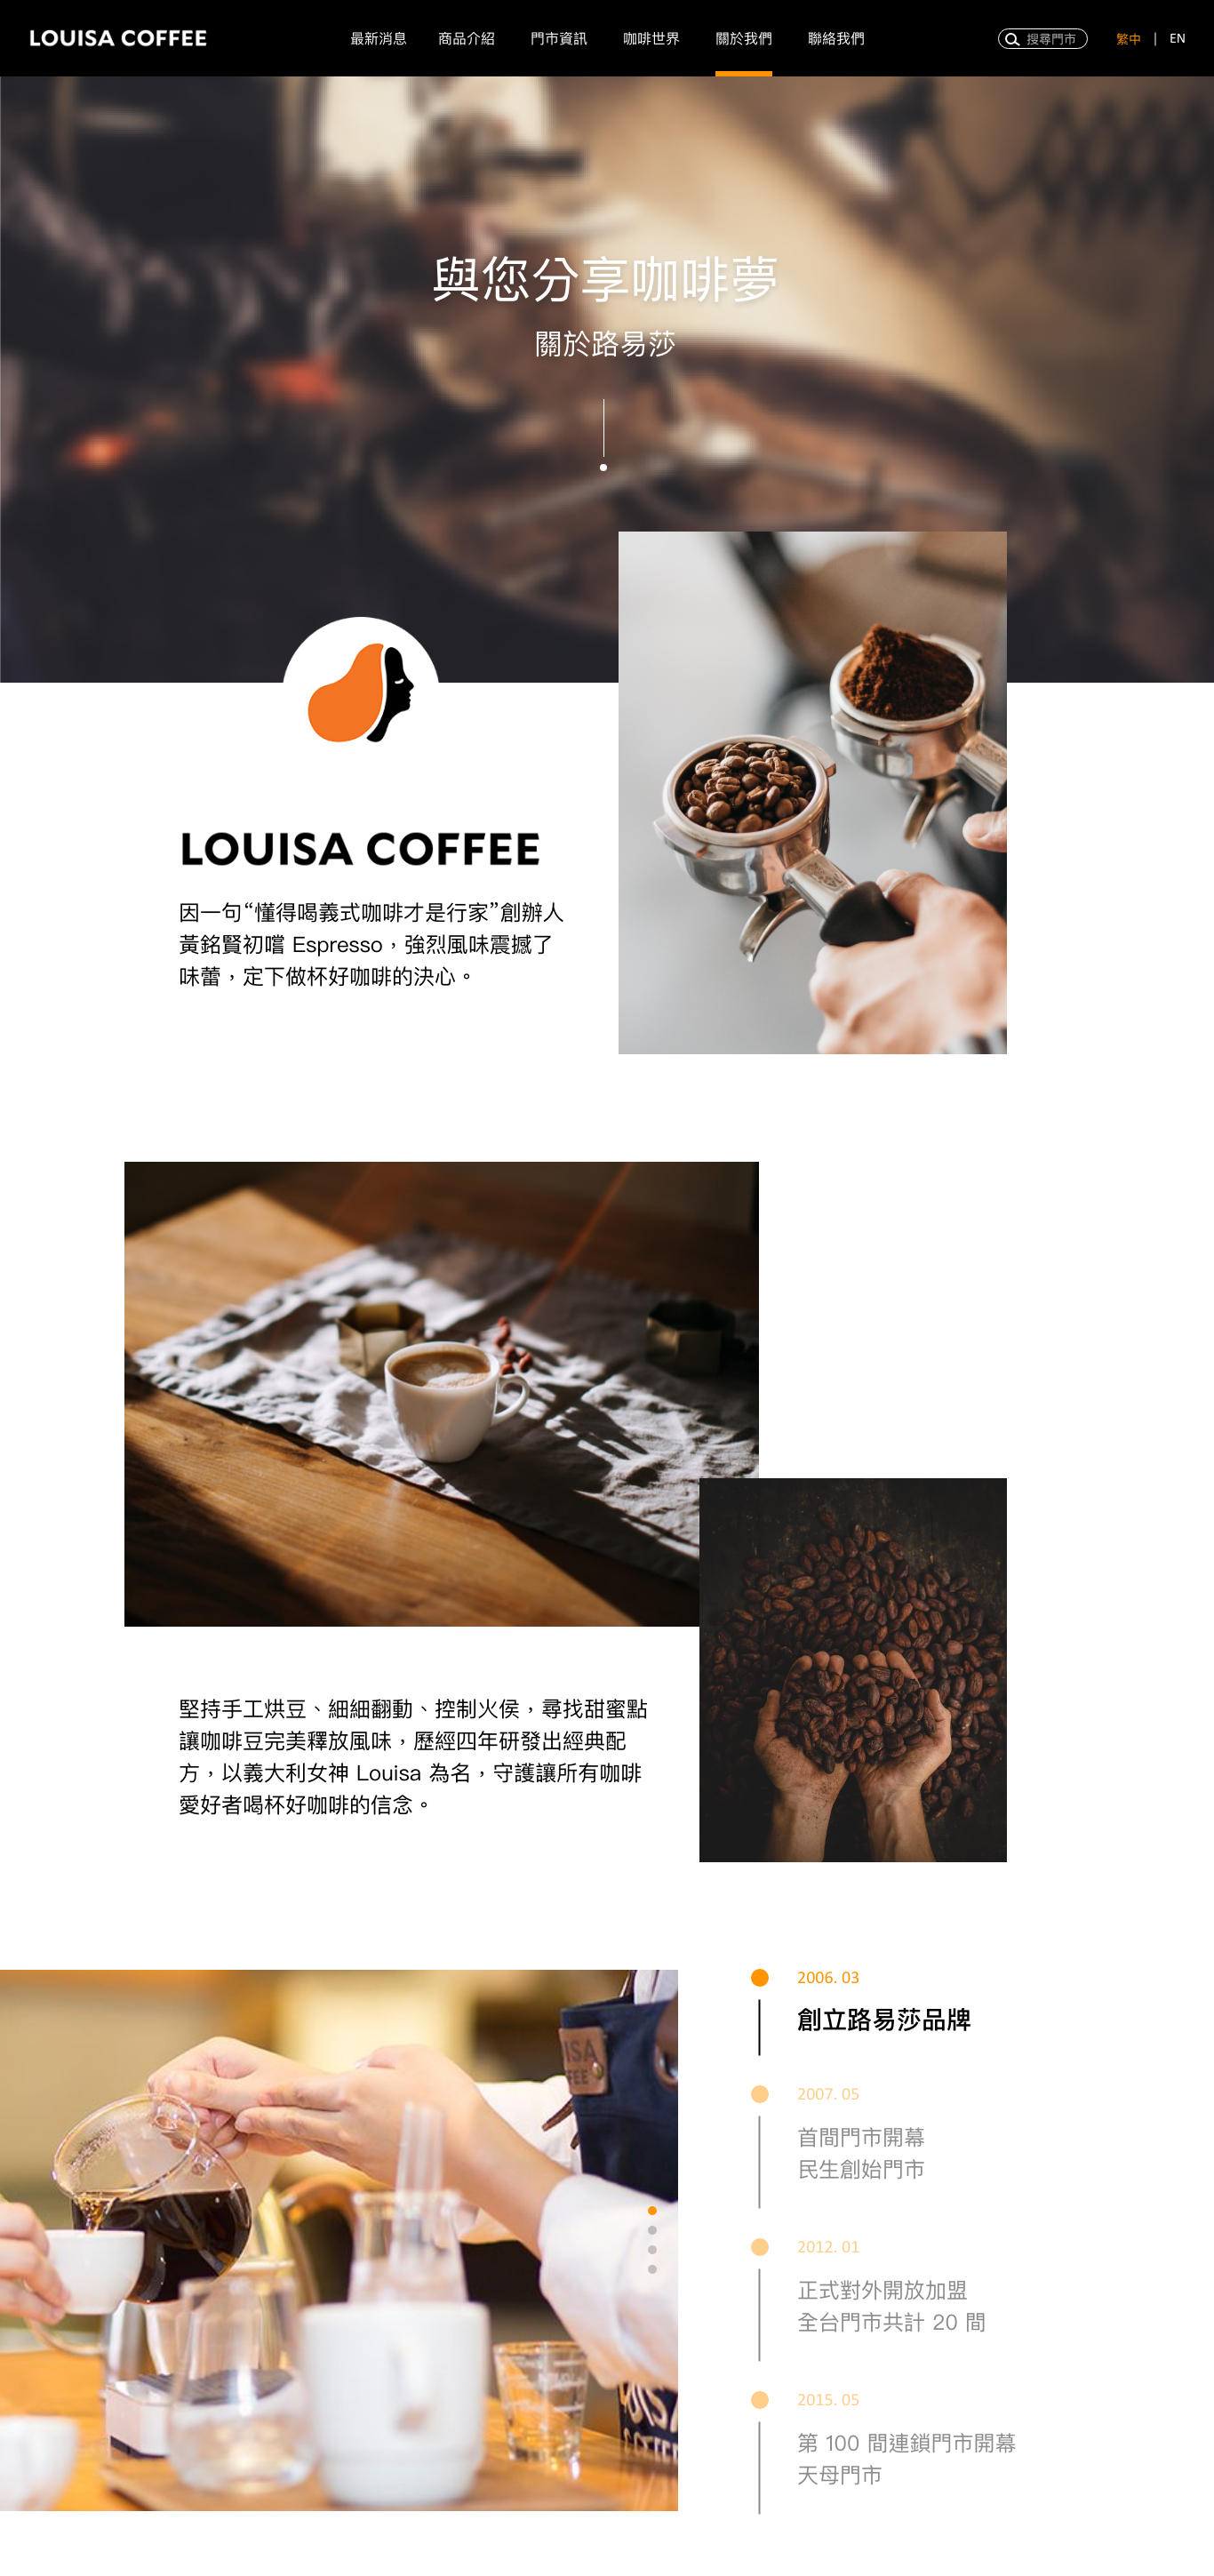 LOUISA COFFEE
最新消息
商品介紹
門市資訊
咖啡世界
關於我們
聯絡我們
搜尋門市
繁中 | EN
與您分享咖啡夢
關於路易莎
LOUISA COFFEE
因一句“懂得喝義式咖啡才是行家”創辦人
黃銘賢初嚐 Espresso，強烈風味震撼了
味蕾，定下做杯好咖啡的決心。
堅持手工烘豆、細細翻動、控制火侯，尋找甜蜜點
讓咖啡豆完美釋放風味，歷經四年研發出經典配
方，以義大利女神 Louisa 為名，守護讓所有咖啡
愛好者喝杯好咖啡的信念。
2006. 03
創立路易莎品牌
2007. 05
首間門市開幕
民生創始門市
2012. 01
正式對外開放加盟
全台門市共計 20 間
2015. 05
第 100 間連鎖門市開幕
天母門市